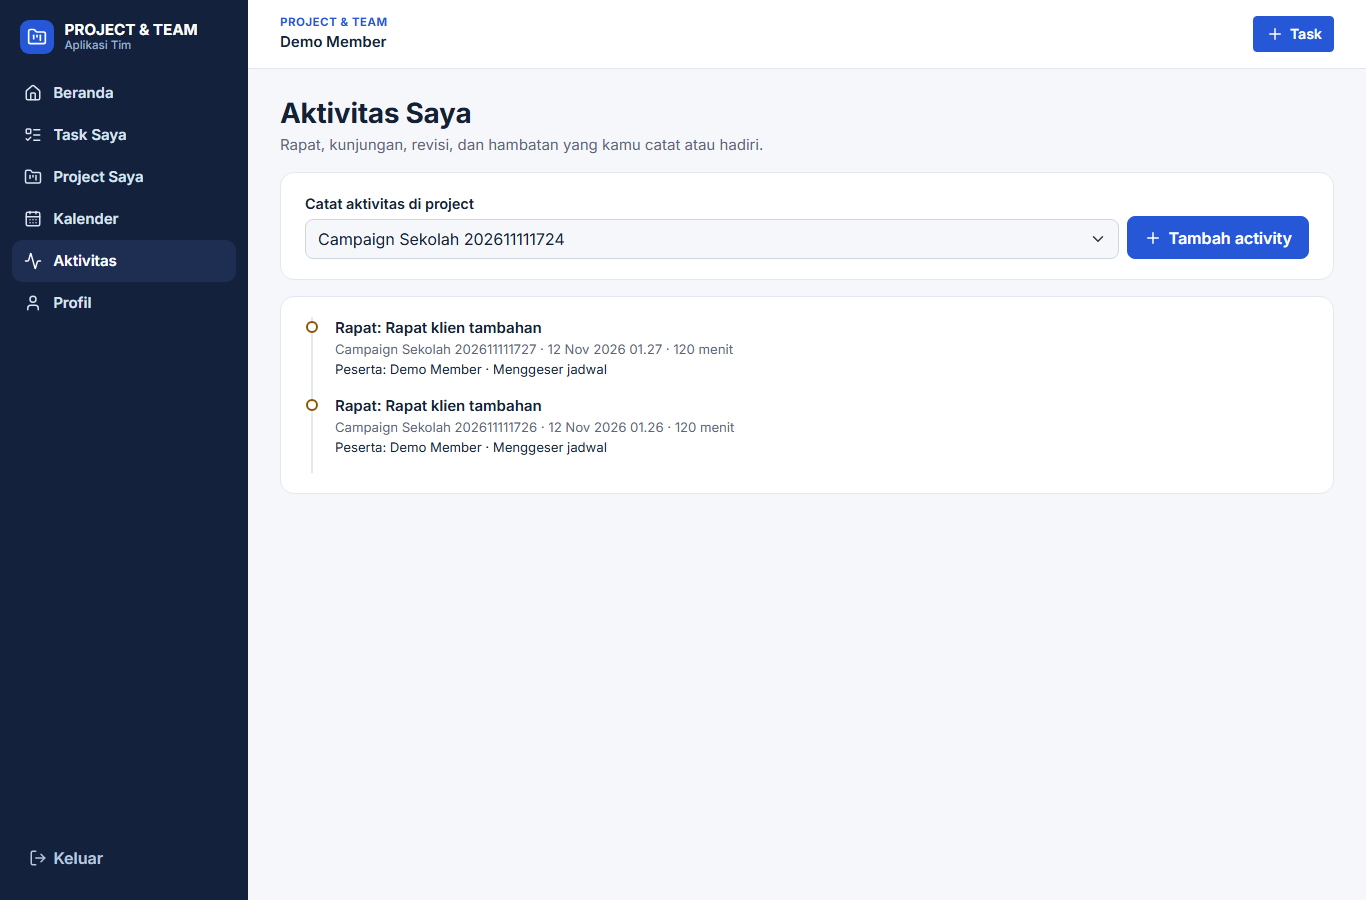 PROJECT & TEAM
Aplikasi Tim
Beranda
Task Saya
Project Saya
Kalender
Aktivitas
Profil
Keluar
PROJECT & TEAM
Demo Member
Task
Aktivitas Saya
Rapat, kunjungan, revisi, dan hambatan yang kamu catat atau hadiri.
Catat aktivitas di project
Campaign Sekolah 202611111724
Tambah activity
Rapat: Rapat klien tambahan
Campaign Sekolah 202611111727 · 12 Nov 2026 01.27 · 120 menit
Peserta: Demo Member · Menggeser jadwal
Rapat: Rapat klien tambahan
Campaign Sekolah 202611111726 · 12 Nov 2026 01.26 · 120 menit
Peserta: Demo Member · Menggeser jadwal